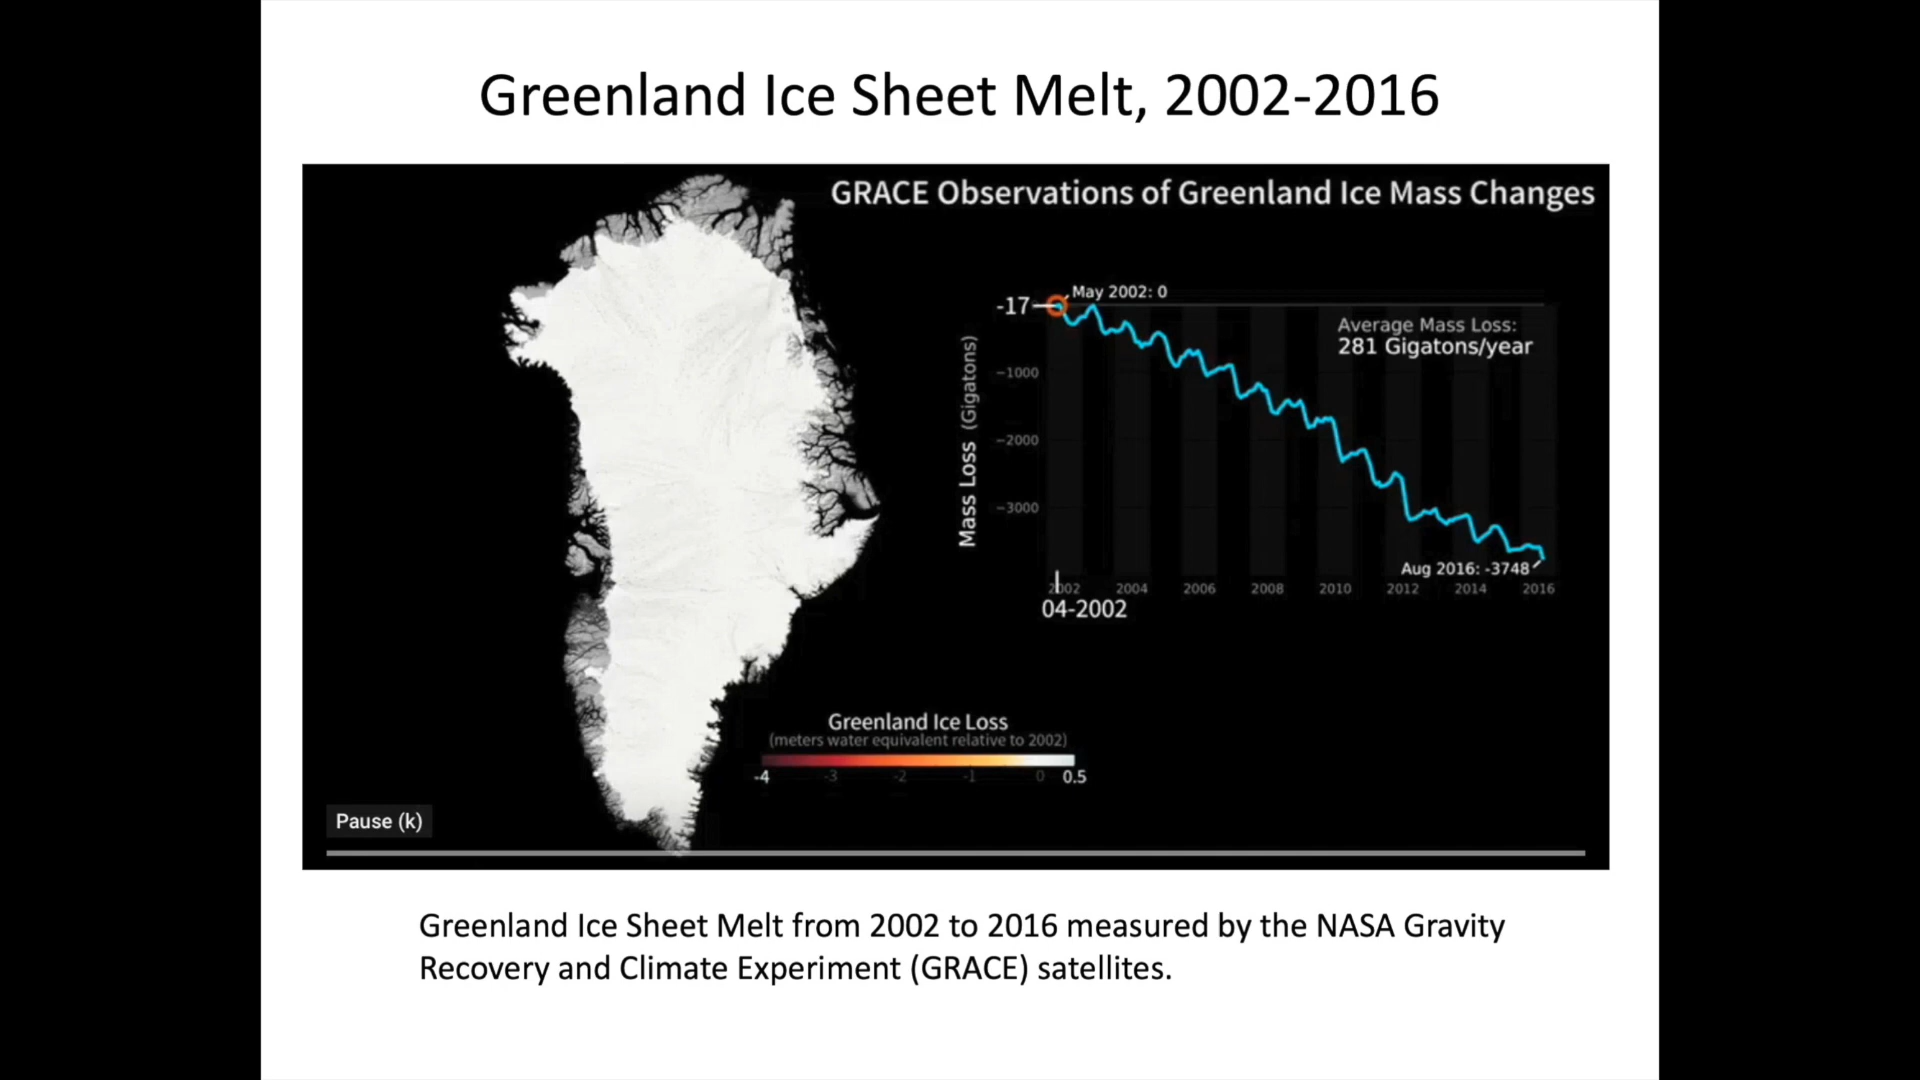 Greenland Ice Sheet Melt, 2002-2016
GRACE Observations of Greenland Ice Mass Changes
May 2002: 0
-17
Average Mass Loss:
281 Gigatons/year
Mass Loss (Gigatons)
−1000
−2000
−3000
Aug 2016: -3748
2002 2004 2006 2008 2010 2012 2014 2016
04-2002
Greenland Ice Loss
(meters water equivalent relative to 2002)
-4 -3 -2 -1 0 0.5
Pause (k)
Greenland Ice Sheet Melt from 2002 to 2016 measured by the NASA Gravity
Recovery and Climate Experiment (GRACE) satellites.